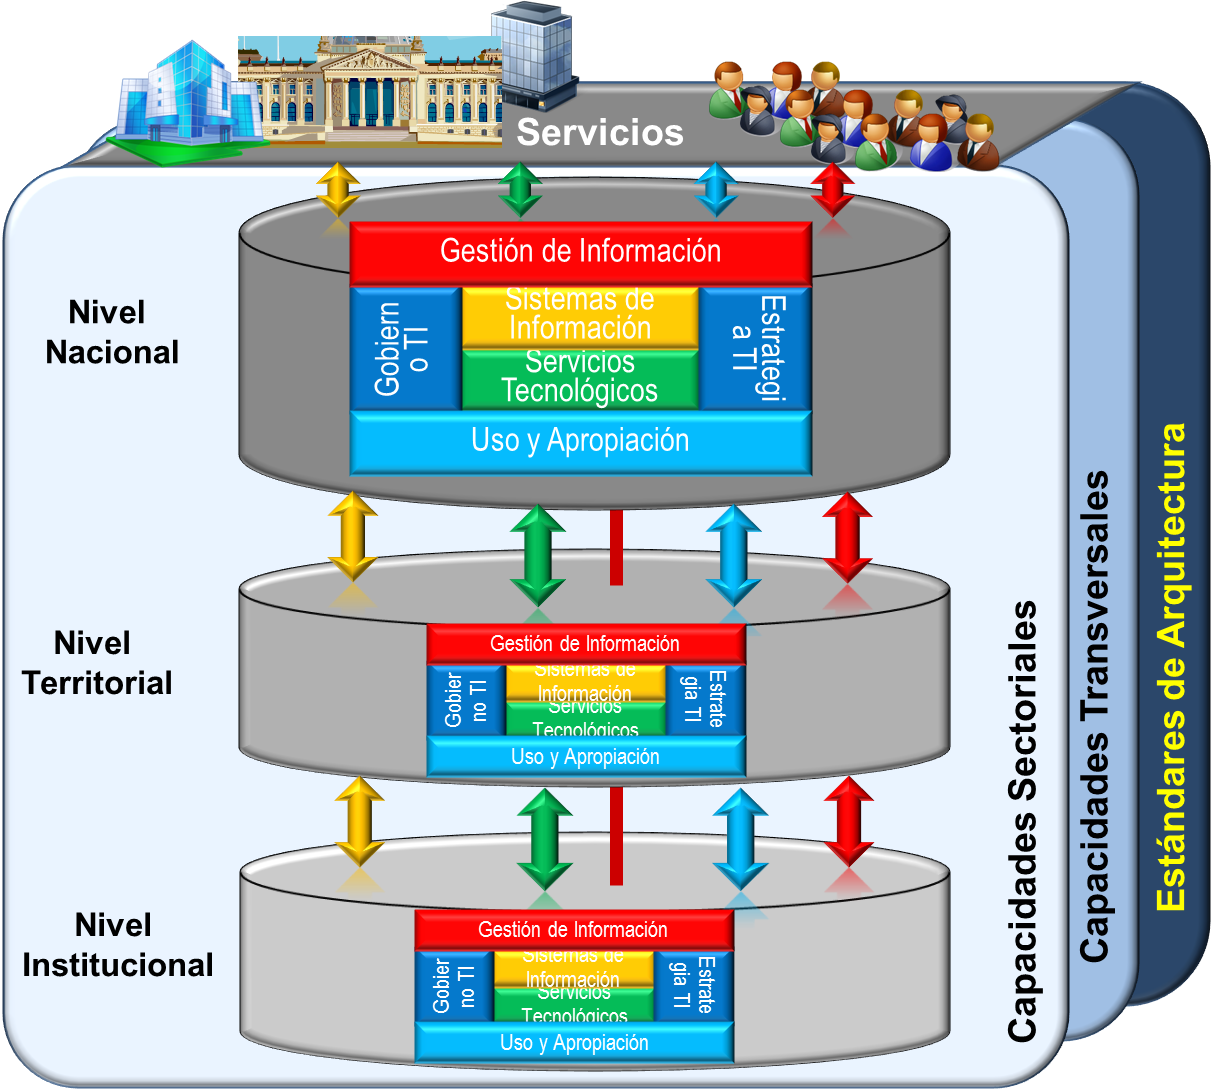 Servicios
Nivel
Nacional
Gestión de Información
Gobiern
o TI
Sistemas de
Información
Servicios
Tecnológicos
Estrategi
a TI
Uso y Apropiación
Nivel
Territorial
Gestión de Información
Gobier
no TI
Sistemas de
Información
Servicios
Tecnológicos
Estrate
gia TI
Uso y Apropiación
Nivel
Institucional
Gestión de Información
Gobier
no TI
Sistemas de
Información
Servicios
Tecnológicos
Estrate
gia TI
Uso y Apropiación
Capacidades Sectoriales
Capacidades Transversales
Estándares de Arquitectura